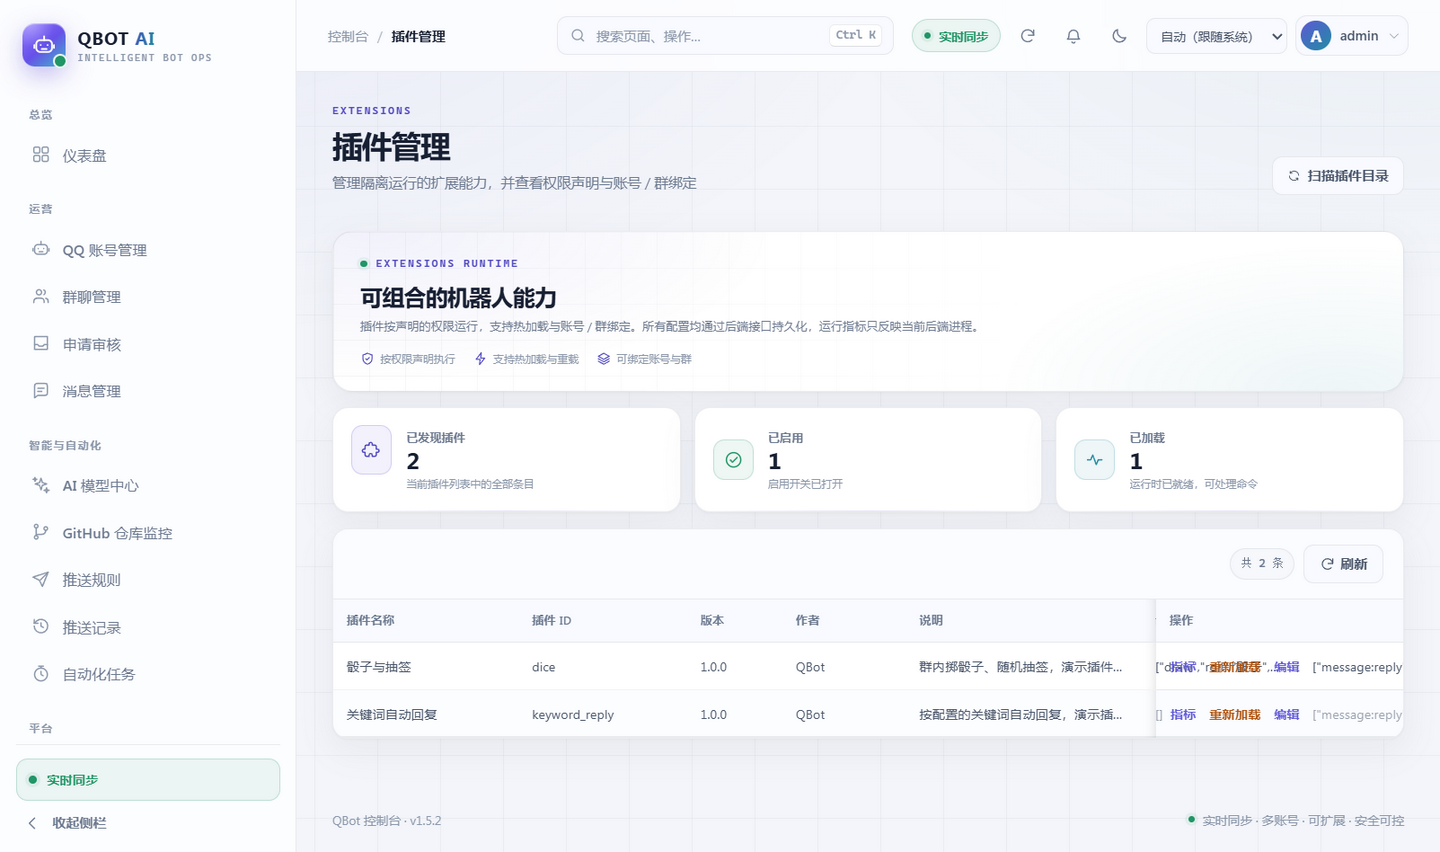 QBOT AI
INTELLIGENT BOT OPS
总览
仪表盘
运营
QQ 账号管理
群聊管理
申请审核
消息管理
智能与自动化
AI 模型中心
GitHub 仓库监控
推送规则
推送记录
自动化任务
平台
实时同步
收起侧栏
控制台 / 插件管理
搜索页面、操作... Ctrl K
实时同步
自动（跟随系统）
A admin
EXTENSIONS
插件管理
管理隔离运行的扩展能力，并查看权限声明与账号 / 群绑定
扫描插件目录
EXTENSIONS RUNTIME
可组合的机器人能力
插件按声明的权限运行，支持热加载与账号 / 群绑定。所有配置均通过后端接口持久化，运行指标只反映当前后端进程。
按权限声明执行 支持热加载与重载 可绑定账号与群
已发现插件
2
当前插件列表中的全部条目
已启用
1
启用开关已打开
已加载
1
运行时已就绪，可处理命令
共 2 条 刷新
插件名称 插件 ID 版本 作者 说明 操作
骰子与抽签 dice 1.0.0 QBot 群内掷骰子、随机抽签，演示插件... 指标 重新加载 编辑 ["message:reply
关键词自动回复 keyword_reply 1.0.0 QBot 按配置的关键词自动回复，演示插... [] 指标 重新加载 编辑 ["message:reply
QBot 控制台 · v1.5.2
实时同步 · 多账号 · 可扩展 · 安全可控